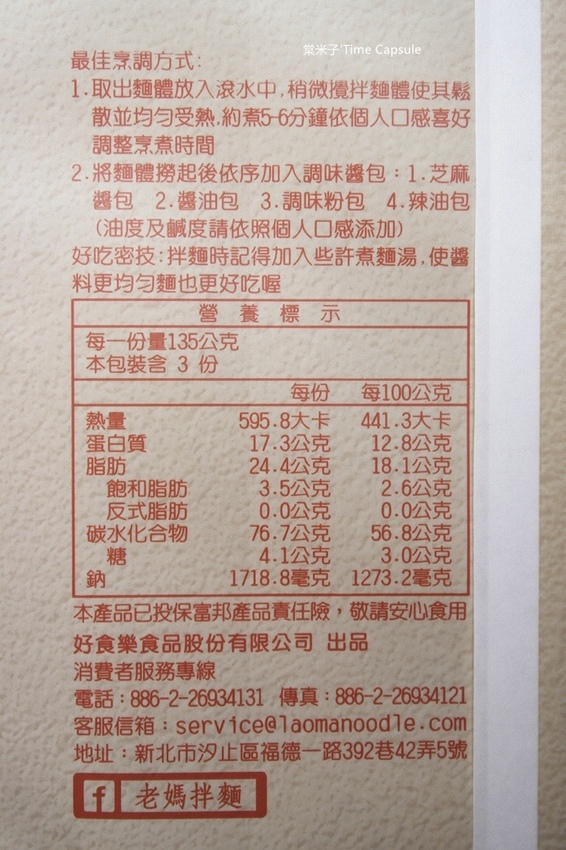 棠米子'Time Capsule
最佳烹調方式:
1.取出麵體放入滾水中,稍微攪拌麵體使其鬆
散並均勻受熱,約煮5-6分鐘依個人口感喜好
調整烹煮時間
2.將麵體撈起後依序加入調味醬包:1.芝麻
醬包 2.醬油包 3.調味粉包 4.辣油包
(油度及鹹度請依照個人口感添加)
好吃密技:拌麵時記得加入些許煮麵湯,使醬
料更均勻麵也更好吃喔
營養標示
每一份量135公克
本包裝含 3 份
每份 每100公克
熱量 595.8大卡 441.3大卡
蛋白質 17.3公克 12.8公克
脂肪 24.4公克 18.1公克
飽和脂肪 3.5公克 2.6公克
反式脂肪 0.0公克 0.0公克
碳水化合物 76.7公克 56.8公克
糖 4.1公克 3.0公克
鈉 1718.8毫克 1273.2毫克
本產品已投保富邦產品責任險,敬請安心食用
好食樂食品股份有限公司 出品
消費者服務專線
電話:886-2-26934131 傳真:886-2-26934121
客服信箱:service@laomanoodle.com
地址:新北市汐止區福德一路392巷42弄5號
f 老媽拌麵